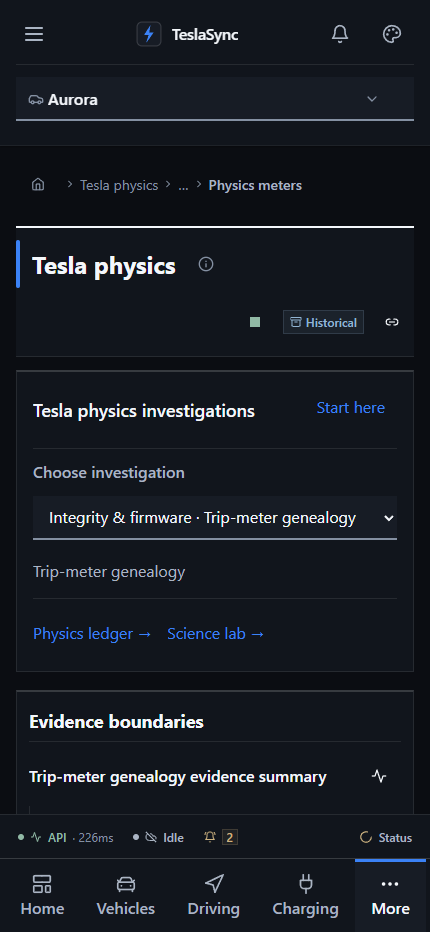 TeslaSync
Aurora
Tesla physics ... Physics meters
Tesla physics
Historical
Tesla physics investigations
Start here
Choose investigation
Integrity & firmware · Trip-meter genealogy
Trip-meter genealogy
Physics ledger → Science lab →
Evidence boundaries
Trip-meter genealogy evidence summary
API · 226ms Idle 2 Status
Home Vehicles Driving Charging More